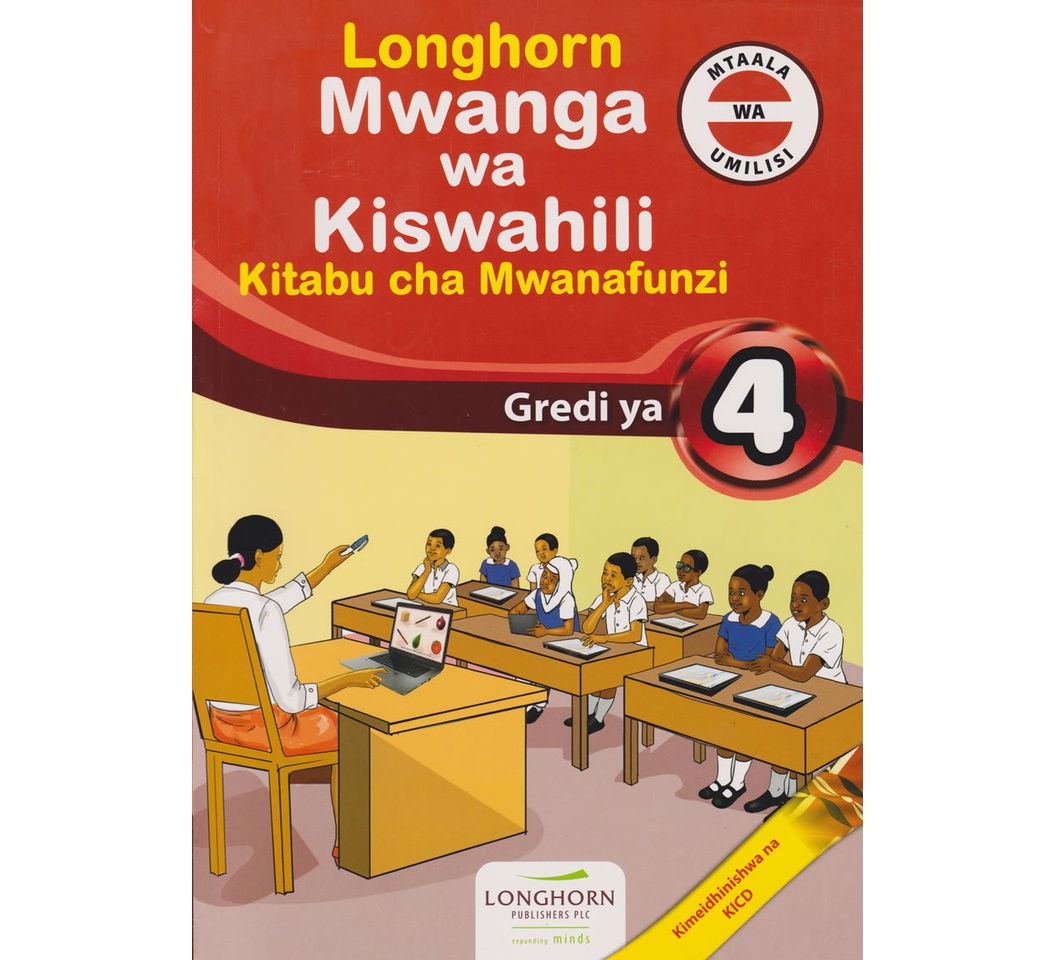 Longhorn
Mwanga
wa
Kiswahili
Kitabu cha Mwanafunzi
MTAALA
WA
UMILISI
Gredi ya 4
LONGHORN
PUBLISHERS PLC
expanding minds
Kimeidhinishwa na
KICD